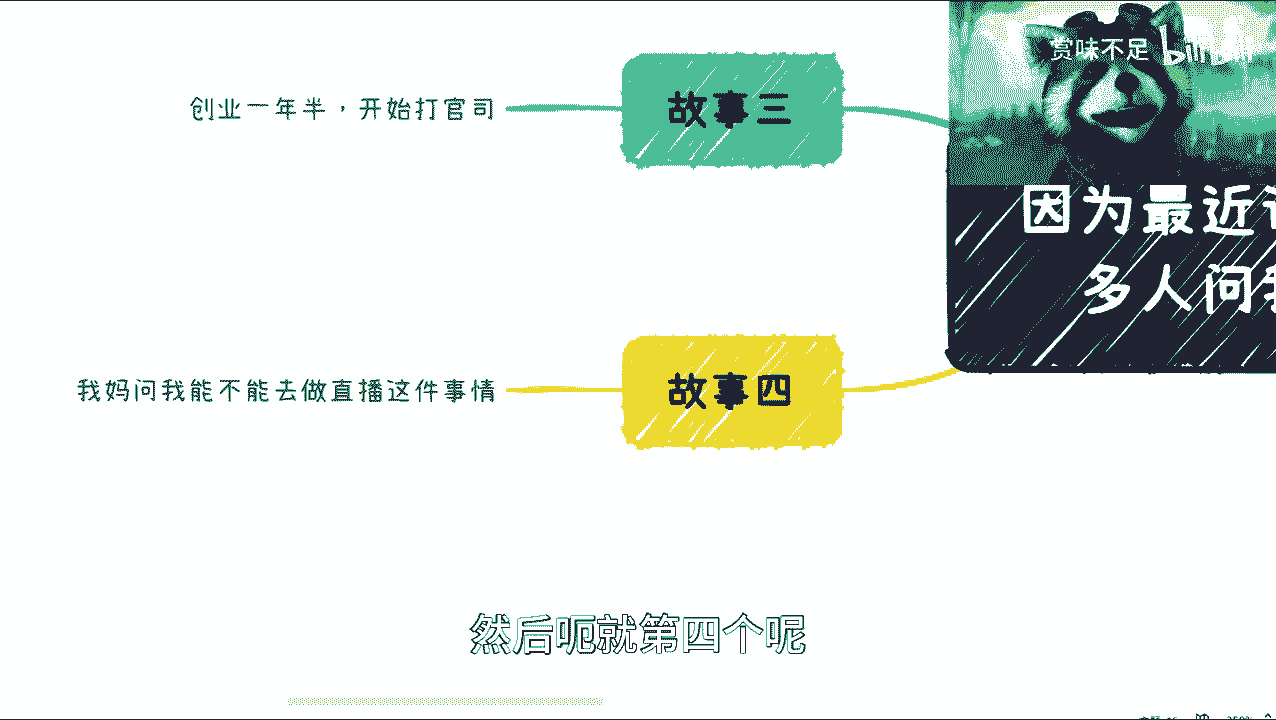 赏味不足 bilibili
创业一年半，开始打官司
故事三
因为最近
多人问
我妈问我能不能去做直播这件事情
故事四
然后呃就第四个呢